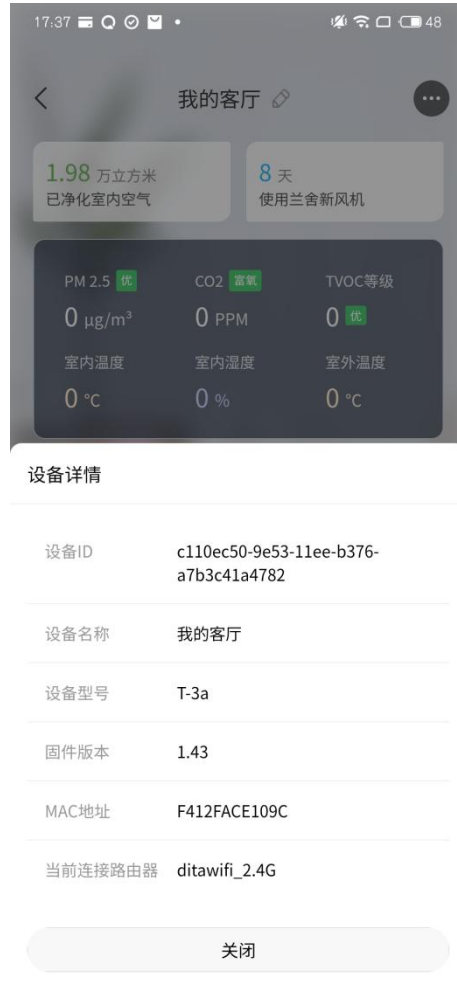 17:37
48
我的客厅
1.98 万立方米
已净化室内空气
8 天
使用兰舍新风机
PM 2.5 优
CO2 富氧
TVOC等级
0 μg/m³
0 PPM
0 优
室内温度
室内湿度
室外温度
0 °C
0 %
0 °C
设备详情
设备ID
c110ec50-9e53-11ee-b376-
a7b3c41a4782
设备名称
我的客厅
设备型号
T-3a
固件版本
1.43
MAC地址
F412FACE109C
当前连接路由器
ditawifi_2.4G
关闭